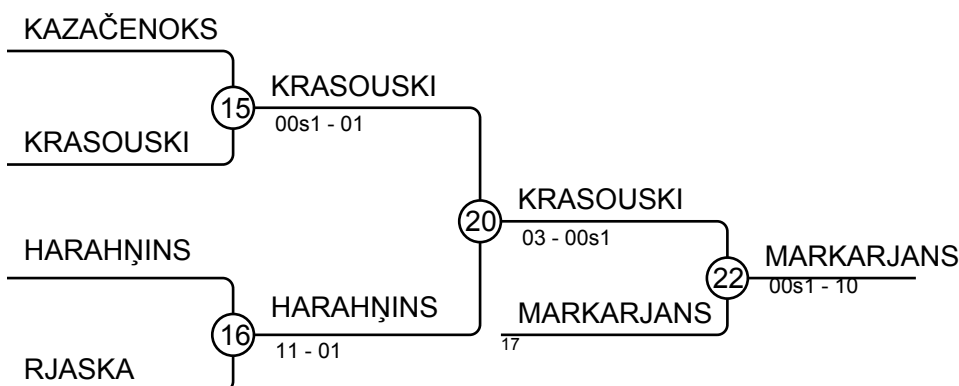 KAZAČENOKS
15
KRASOUSKI
00s1 - 01
KRASOUSKI
20
KRASOUSKI
03 - 00s1
HARAHŅINS
22
MARKARJANS
00s1 - 10
16
HARAHŅINS
11 - 01
MARKARJANS
17
RJASKA